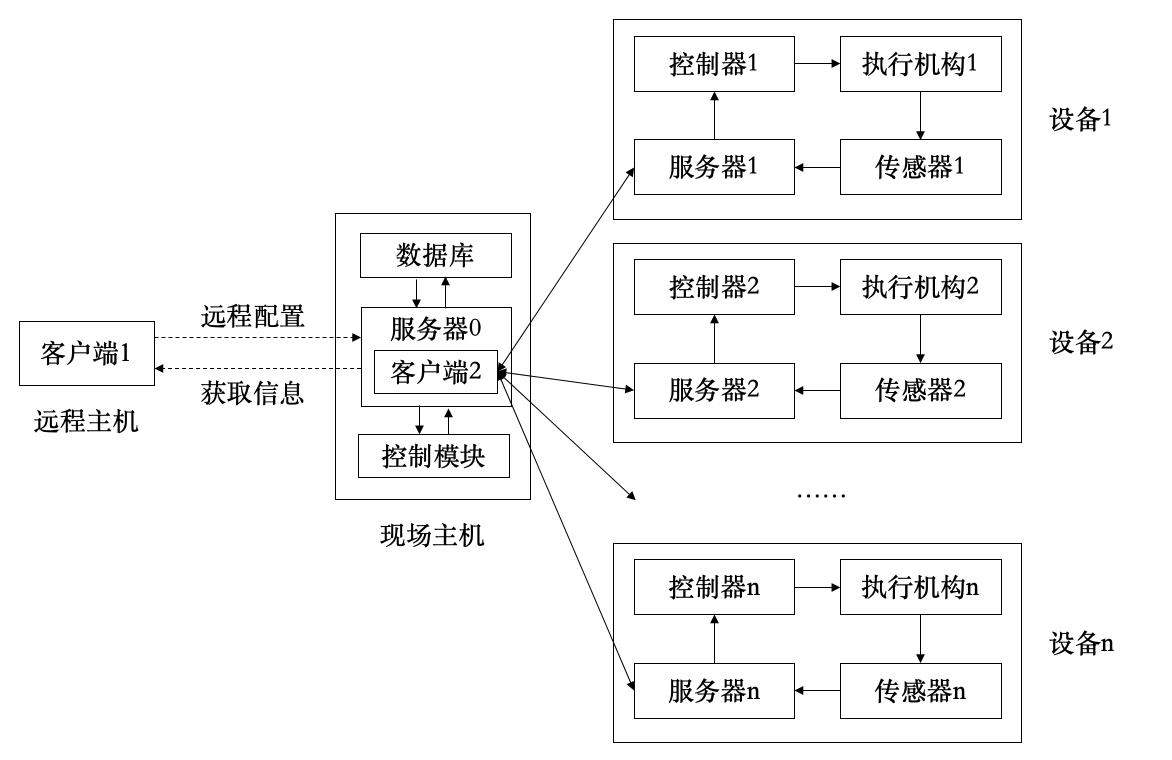 控制器1
执行机构1
服务器1
传感器1
设备1
数据库
服务器0
客户端2
控制模块
现场主机
客户端1
远程主机
远程配置
获取信息
控制器2
执行机构2
服务器2
传感器2
设备2
……
控制器n
执行机构n
服务器n
传感器n
设备n